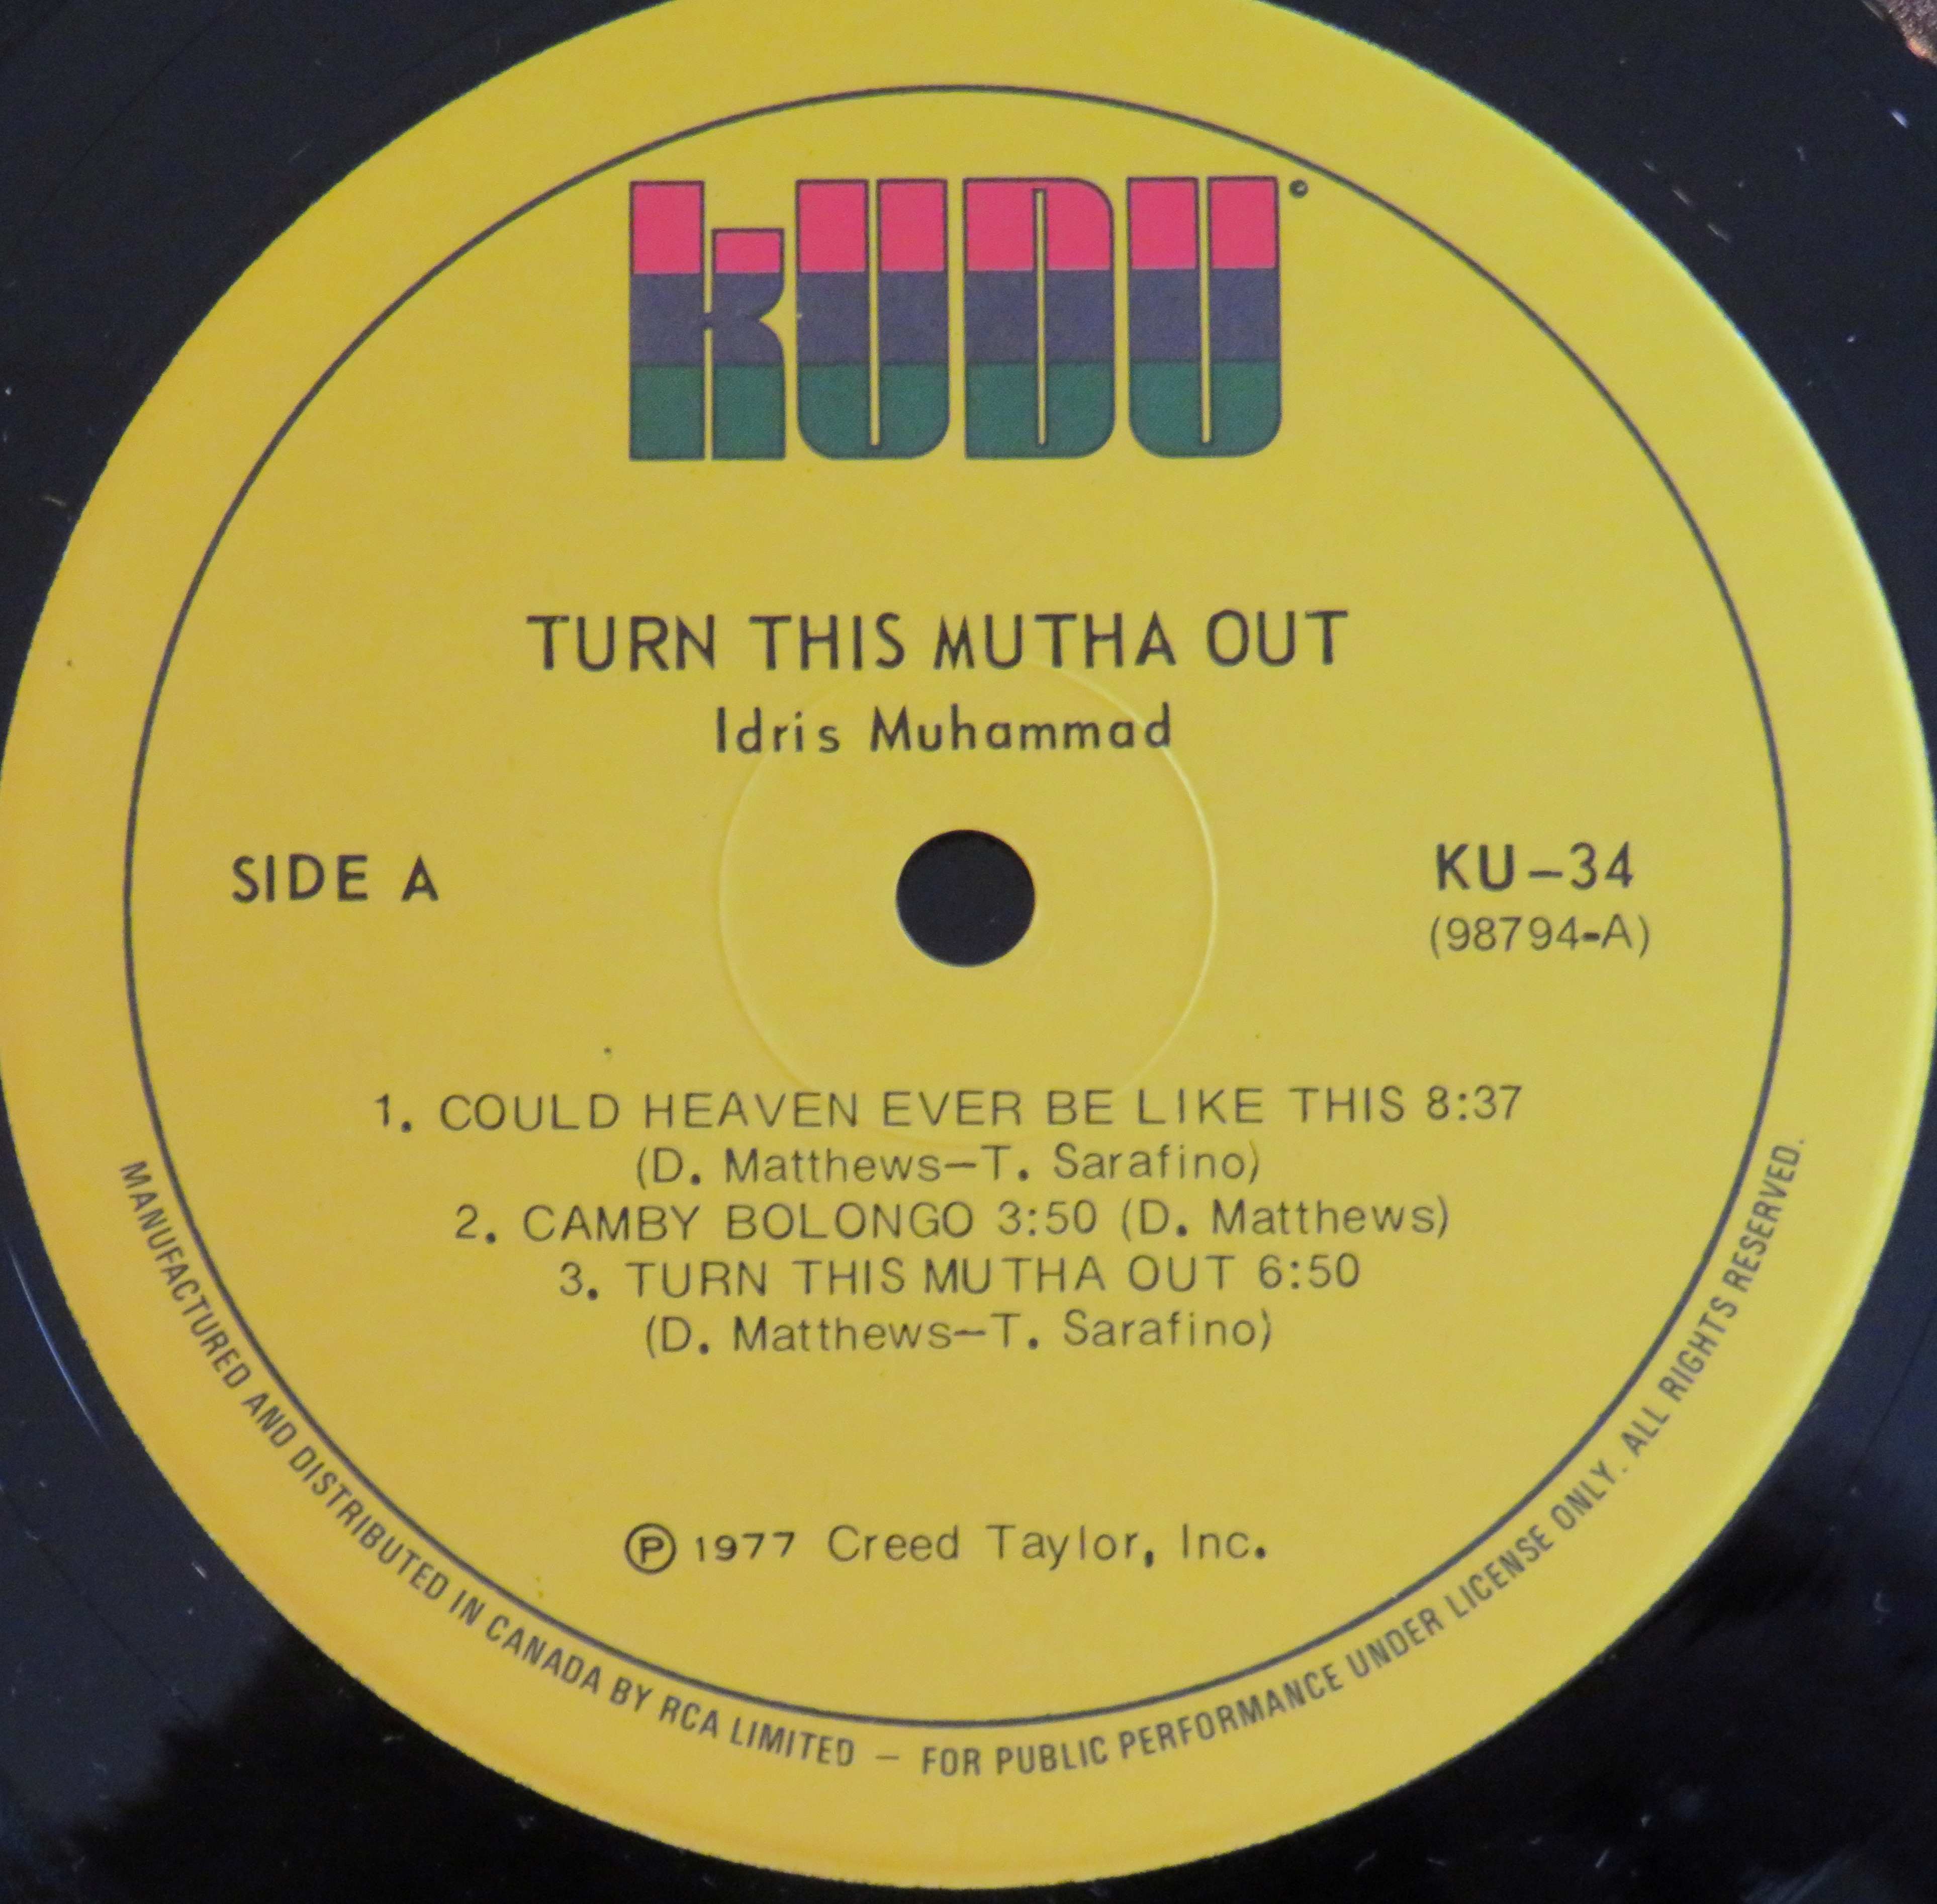 kUDU
TURN THIS MUTHA OUT
Idris Muhammad
SIDE A
KU-34
(98794-A)
1. COULD HEAVEN EVER BE LIKE THIS 8:37
(D. Matthews-T. Sarafino)
2. CAMBY BOLONGO 3:50 (D. Matthews)
3. TURN THIS MUTHA OUT 6:50
(D. Matthews-T. Sarafino)
℗ 1977 Creed Taylor, Inc.
MANUFACTURED AND DISTRIBUTED IN CANADA BY RCA LIMITED – FOR PUBLIC PERFORMANCE UNDER LICENSE ONLY. ALL RIGHTS RESERVED.